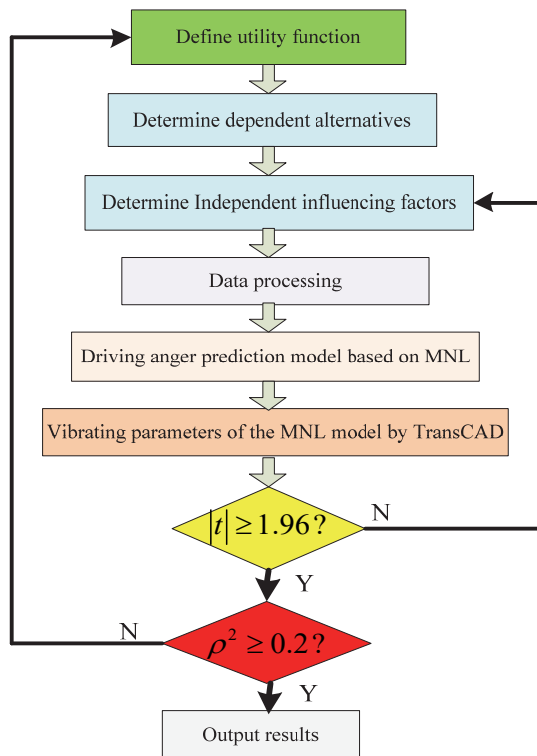 Define utility function
Determine dependent alternatives
Determine Independent influencing factors
Data processing
Driving anger prediction model based on MNL
Vibrating parameters of the MNL model by TransCAD
|t| ≥ 1.96?
N
Y
N
ρ² ≥ 0.2?
Y
Output results